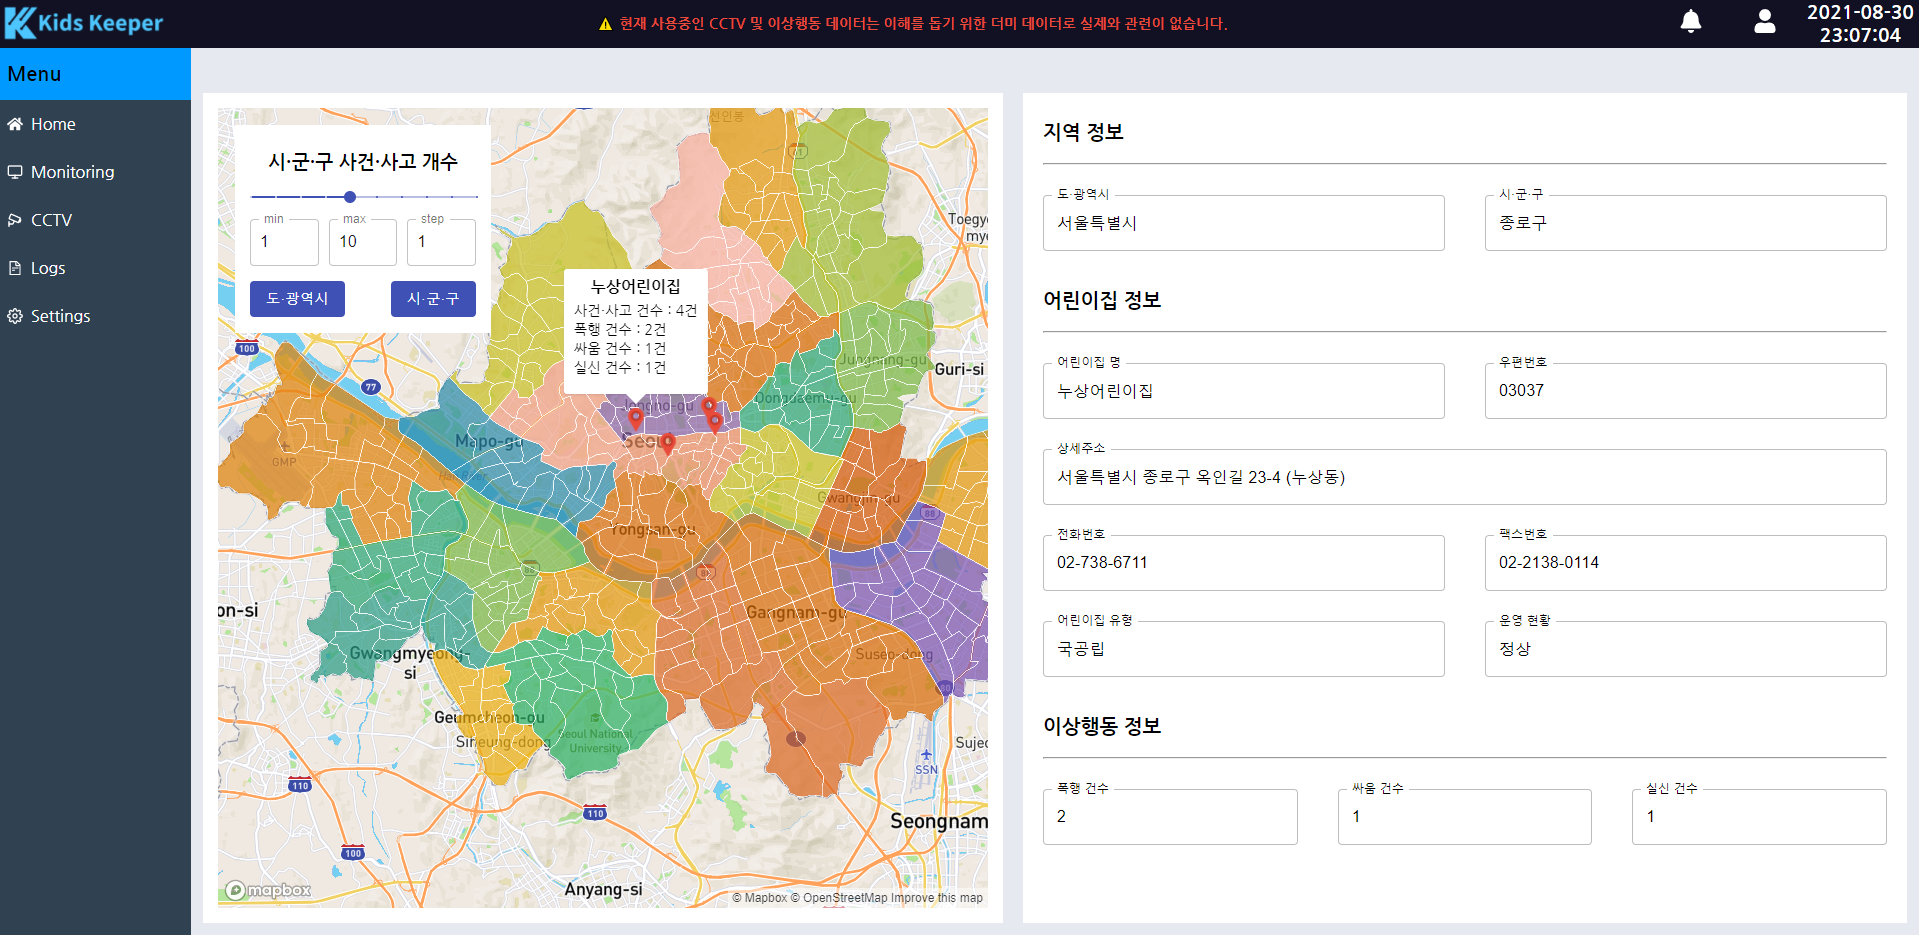 Kids Keeper
현재 사용중인 CCTV 및 이상행동 데이터는 이해를 돕기 위한 더미 데이터로 실제와 관련이 없습니다.
2021-08-30
23:07:04
Menu
Home
Monitoring
CCTV
Logs
Settings
시·군·구 사건·사고 개수
min
max
step
1
10
1
도·광역시
시·군·구
누상어린이집
사건·사고 건수 : 4건
폭행 건수 : 2건
싸움 건수 : 1건
실신 건수 : 1건
신인봉
61
100
77
Toegye
my
Jungnang-gu
Guri-si
Dongdaemun-gu
Jongno-gu
Seoul
Mapo-gu
GMP
Han River
Gwangjin-gu
88
Yongsan-gu
88
88
Gangnam-gu
on-si
Gwangmyeong-
si
Suseo-dong
Geumcheon-gu
Siheung-dong
Seoul National
University
Sujeo
SSN
110
110
100
Seongnam
Anyang-si
mapbox
© Mapbox © OpenStreetMap Improve this map
지역 정보
도·광역시
서울특별시
시·군·구
종로구
어린이집 정보
어린이집 명
누상어린이집
우편번호
03037
상세주소
서울특별시 종로구 옥인길 23-4 (누상동)
전화번호
02-738-6711
팩스번호
02-2138-0114
어린이집 유형
국공립
운영 현황
정상
이상행동 정보
폭행 건수
2
싸움 건수
1
실신 건수
1